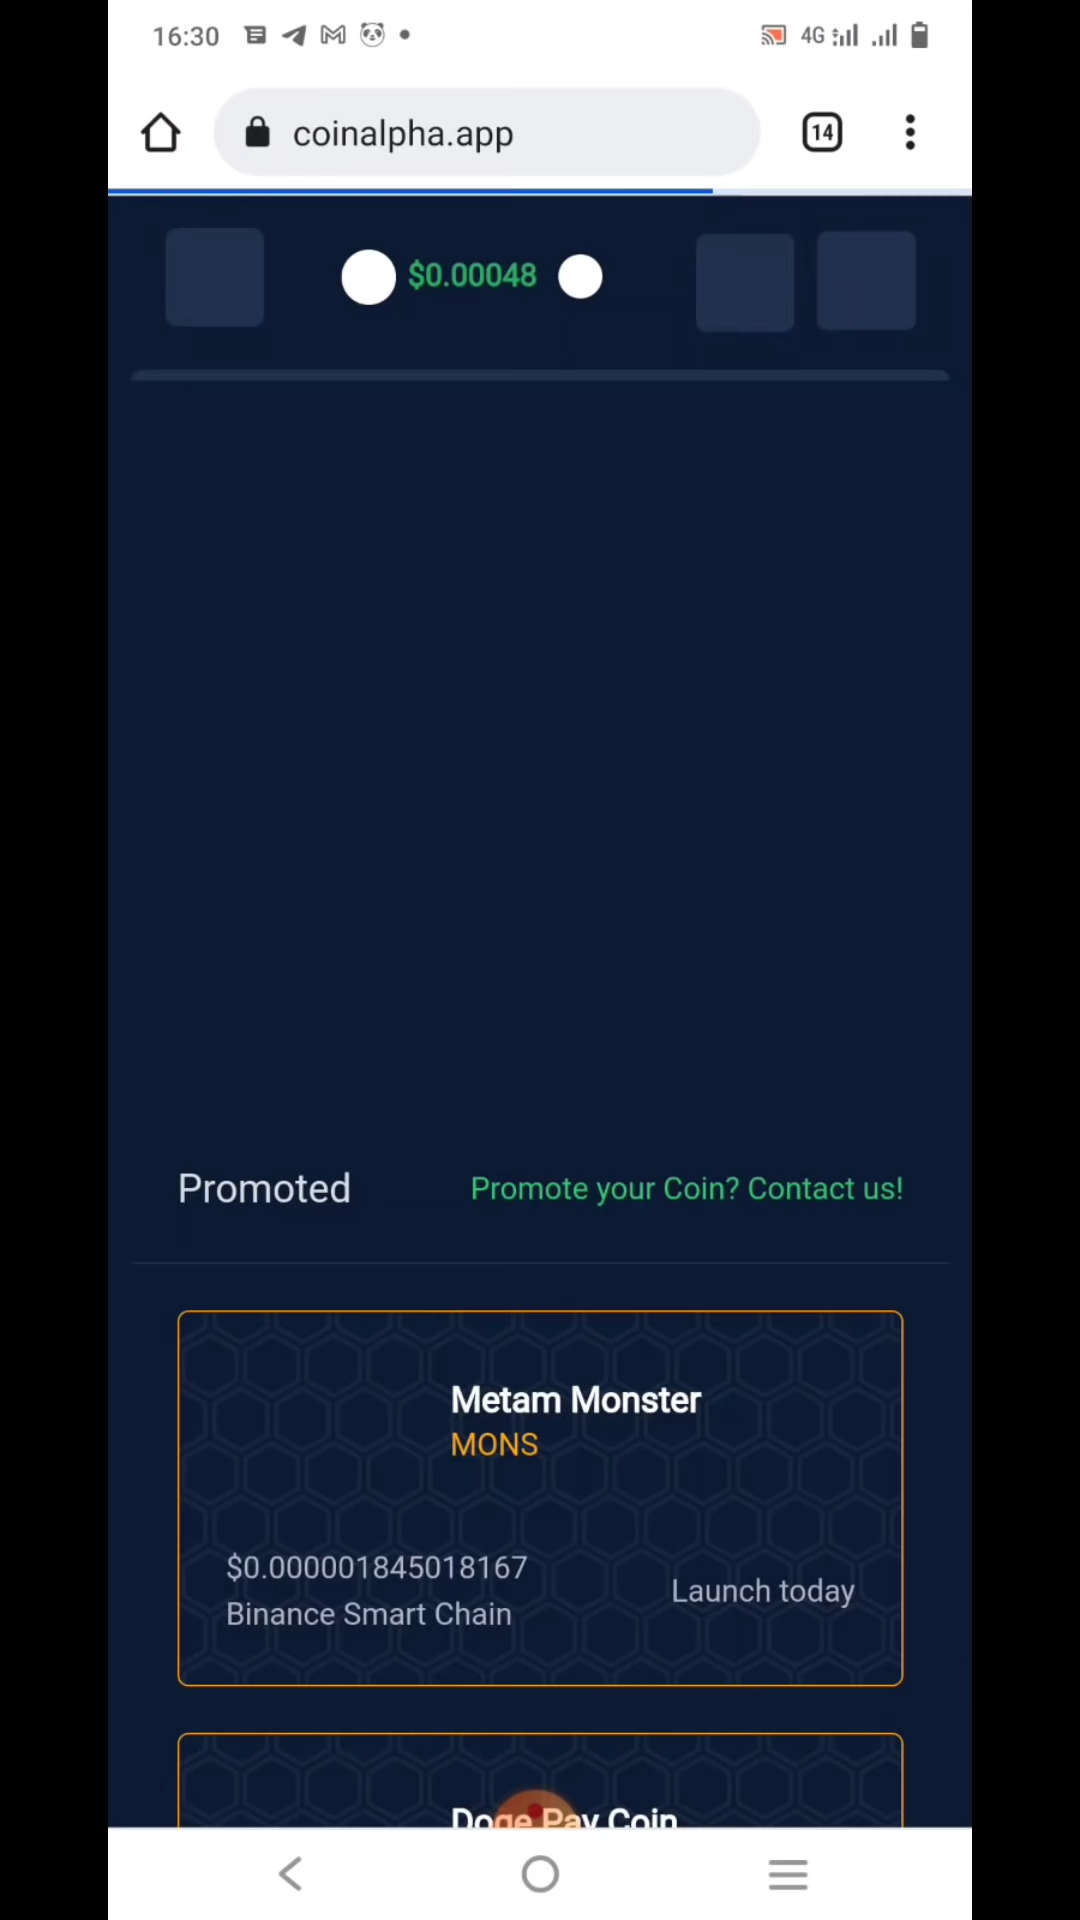 16:30
4G
coinalpha.app
14
$0.00048
Promoted
Promote your Coin? Contact us!
Metam Monster
MONS
$0.000001845018167
Binance Smart Chain
Launch today
Doge Pay Coin